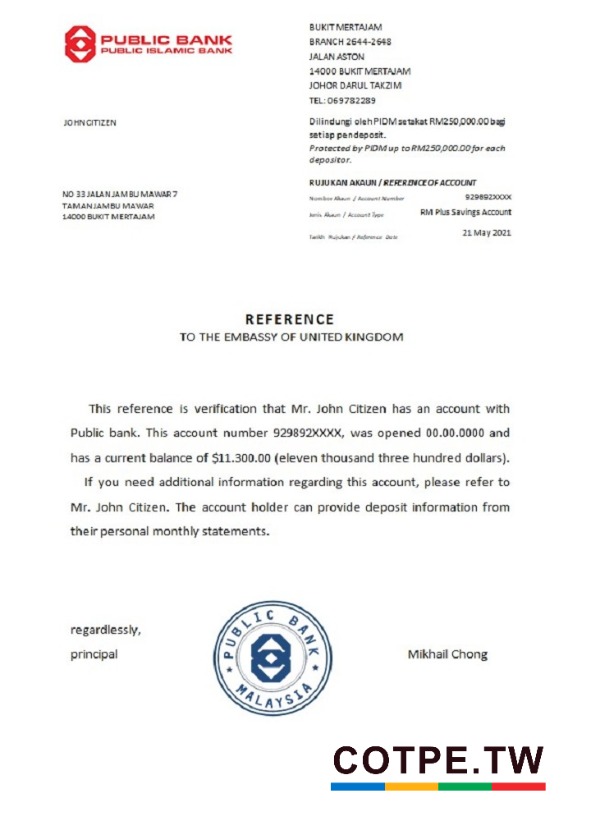 PUBLIC BANK
PUBLIC ISLAMIC BANK
BUKIT MERTAJAM
BRANCH 2644-2648
JALAN ASTON
14000 BUKIT MERTAJAM
JOHOR DARUL TAKZIM
TEL: 069782289
JOHN CITIZEN
Dilindungi oleh PIDM setakat RM250,000.00 bagi
setiap pendeposit.
Protected by PIDM up to RM250,000.00 for each
depositor.
RUJUKAN AKAUN / REFERENCE OF ACCOUNT
NO 33 JALAN JAMBU MAWAR 7
TAMAN JAMBU MAWAR
14000 BUKIT MERTAJAM
Number Akaun / Account Number 929892XXXX
Jenis Akaun / Account Type RM Plus Savings Account
Tarikh Rujukan / Reference Date 21 May 2021
REFERENCE
TO THE EMBASSY OF UNITED KINGDOM
This reference is verification that Mr. John Citizen has an account with
Public bank. This account number 929892XXXX, was opened 00.00.0000 and
has a current balance of $11.300.00 (eleven thousand three hundred dollars).
If you need additional information regarding this account, please refer to
Mr. John Citizen. The account holder can provide deposit information from
their personal monthly statements.
regardlessly,
principal
PUBLIC BANK
MALAYSIA
Mikhail Chong
COTPE.TW